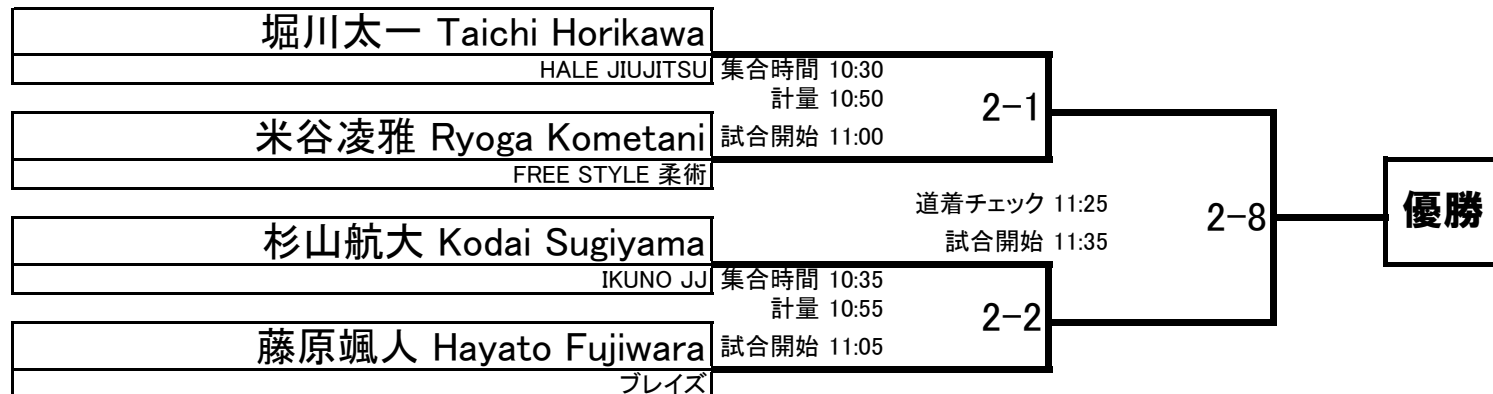 堀川太一 Taichi Horikawa
HALE JIUJITSU
集合時間 10:30
計量 10:50
2-1
米谷凌雅 Ryoga Kometani
試合開始 11:00
FREE STYLE 柔術
道着チェック 11:25
2-8
優勝
試合開始 11:35
杉山航大 Kodai Sugiyama
IKUNO JJ
集合時間 10:35
計量 10:55
2-2
藤原颯人 Hayato Fujiwara
試合開始 11:05
ブレイズ